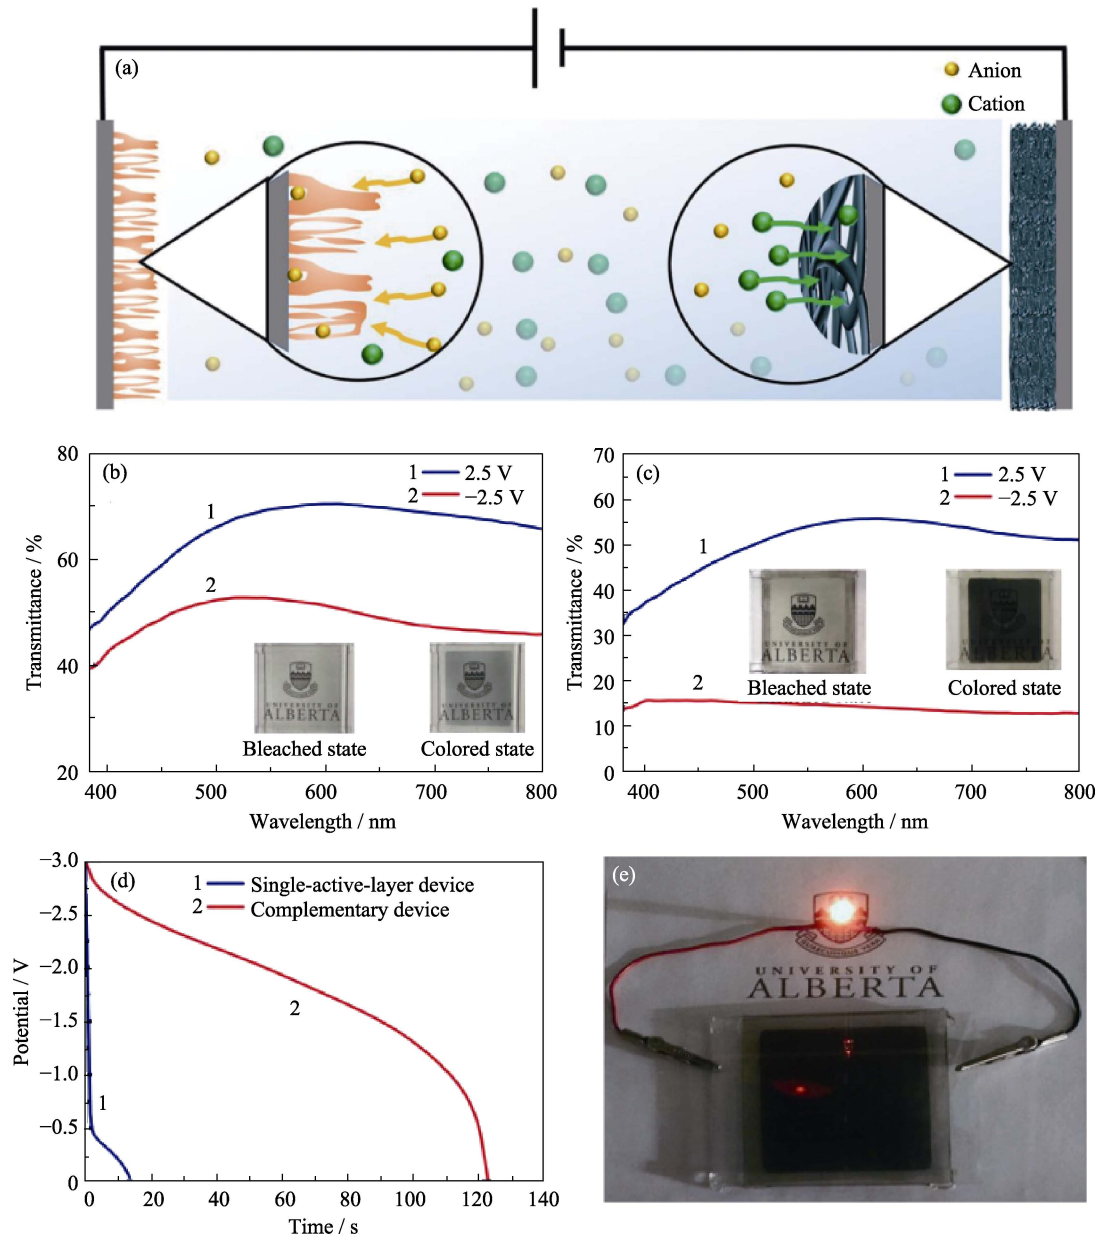 (a)
Anion
Cation
(b)
1 2.5 V
2 −2.5 V
80
60
40
20
Transmittance / %
1
2
UNIVERSITY OF
ALBERTA
Bleached state
UNIVERSITY OF
ALBERTA
Colored state
400 500 600 700 800
Wavelength / nm
(c)
1 2.5 V
2 −2.5 V
70
60
50
40
30
20
10
0
Transmittance / %
1
2
UNIVERSITY OF
ALBERTA
Bleached state
ALBERTA
Colored state
400 500 600 700 800
Wavelength / nm
(d)
1 Single-active-layer device
2 Complementary device
−3.0
−2.5
−2.0
−1.5
−1.0
−0.5
0
Potential / V
1
2
0 20 40 60 80 100 120 140
Time / s
(e)
UNIVERSITY OF
ALBERTA